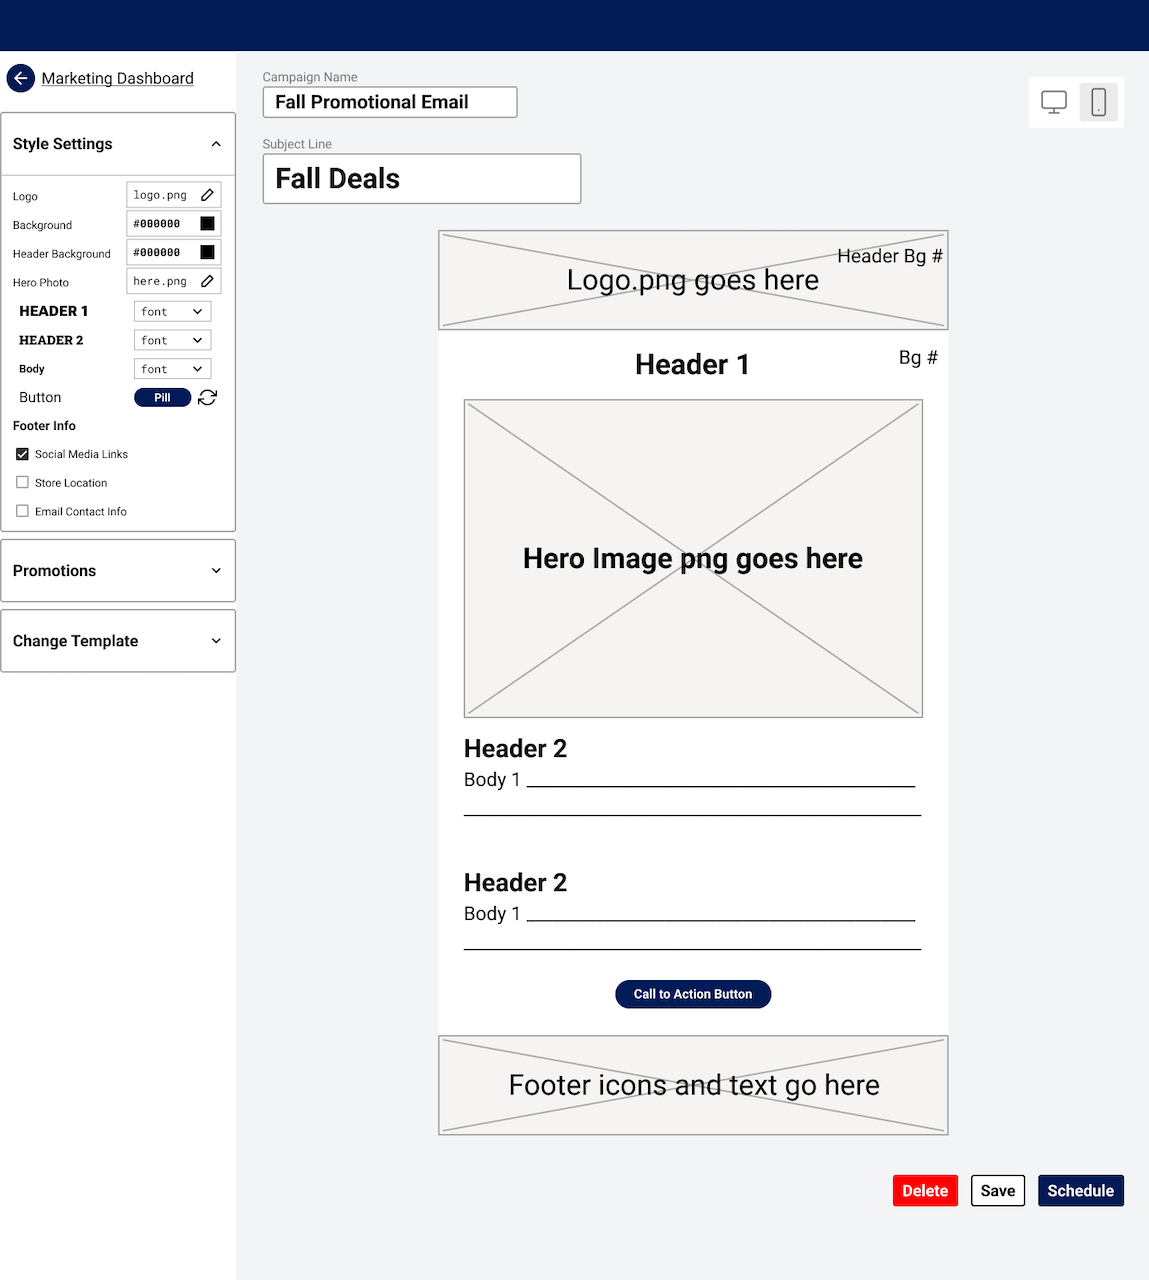 Marketing Dashboard
Style Settings
Logo
logo.png
Background
#000000
Header Background
#000000
Hero Photo
here.png
HEADER 1
font
HEADER 2
font
Body
font
Button
Pill
Footer Info
Social Media Links
Store Location
Email Contact Info
Promotions
Change Template
Campaign Name
Fall Promotional Email
Subject Line
Fall Deals
Header Bg #
Logo.png goes here
Header 1
Bg #
Hero Image png goes here
Header 2
Body 1
Header 2
Body 1
Call to Action Button
Footer icons and text go here
Delete
Save
Schedule